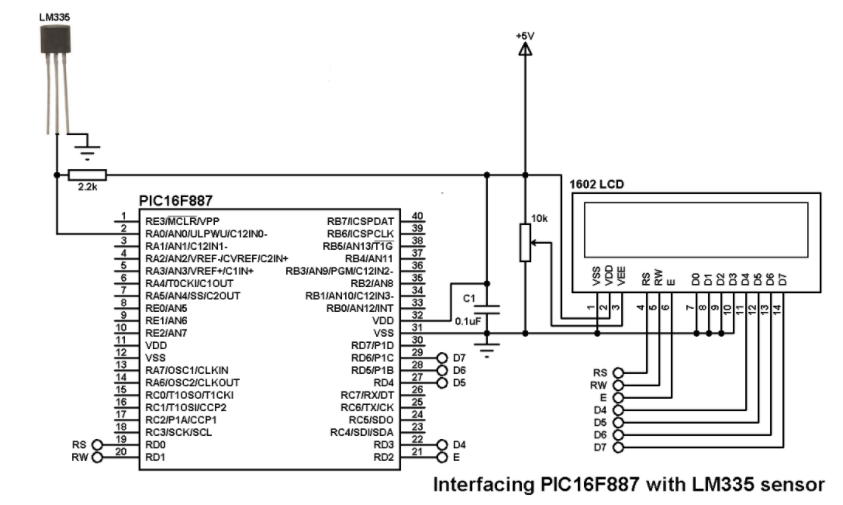 LM335
+5V
2.2k
10k
C1
0.1uF
PIC16F887
1 RE3/MCLR/VPP RB7/ICSPDAT 40
2 RA0/AN0/ULPWU/C12IN0- RB6/ICSPCLK 39
3 RA1/AN1/C12IN1- RB5/AN13/T1G 38
4 RA2/AN2/VREF-/CVREF/C2IN+ RB4/AN11 37
5 RA3/AN3/VREF+/C1IN+ RB3/AN9/PGM/C12IN2- 36
6 RA4/T0CKI/C1OUT RB2/AN8 35
7 RA5/AN4/SS/C2OUT RB1/AN10/C12IN3- 34
8 RE0/AN5 RB0/AN12/INT 33
9 RE1/AN6 VDD 32
10 RE2/AN7 VSS 31
11 VDD RD7/P1D 30
12 VSS RD6/P1C 29 D7
13 RA7/OSC1/CLKIN RD5/P1B 28 D6
14 RA6/OSC2/CLKOUT RD4 27 D5
15 RC0/T1OSO/T1CKI RC7/RX/DT 26
16 RC1/T1OSI/CCP2 RC6/TX/CK 25
17 RC2/P1A/CCP1 RC5/SDO 24
18 RC3/SCK/SCL RC4/SDI/SDA 23
RS 19 RD0 RD3 22 D4
RW 20 RD1 RD2 21 E
1602 LCD
VSS VDD VEE RS RW E D0 D1 D2 D3 D4 D5 D6 D7
1 2 3 4 5 6 7 8 9 10 11 12 13 14
RS
RW
E
D4
D5
D6
D7
Interfacing PIC16F887 with LM335 sensor